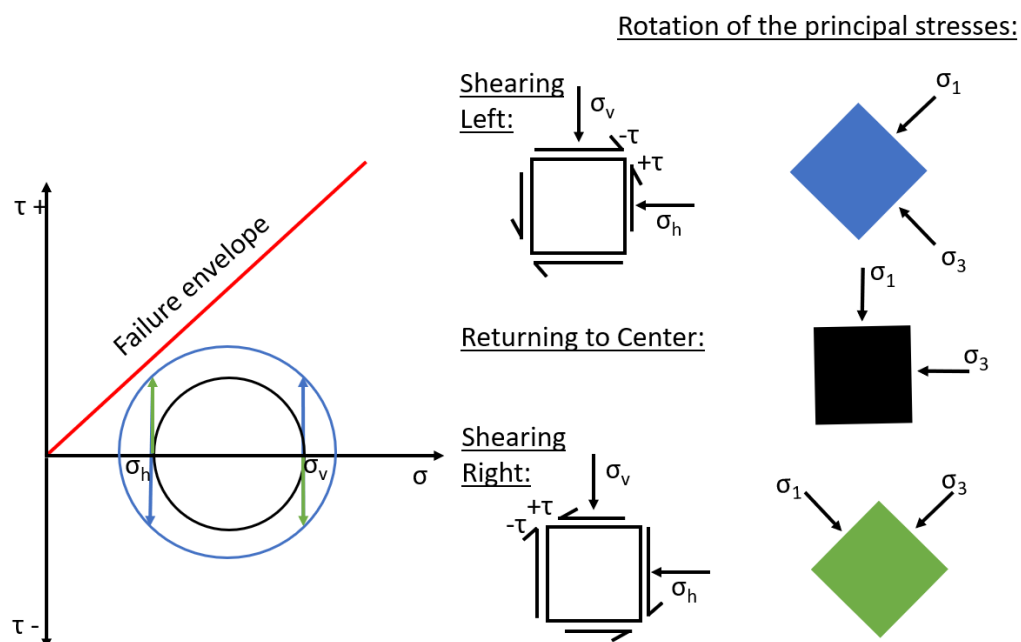 Rotation of the principal stresses:
Shearing
Left:
σv
-τ
+τ
σh
σ1
σ3
τ +
Failure envelope
σh
σv
σ
τ -
Returning to Center:
σ1
σ3
Shearing
Right:
σv
+τ
-τ
σh
σ1
σ3